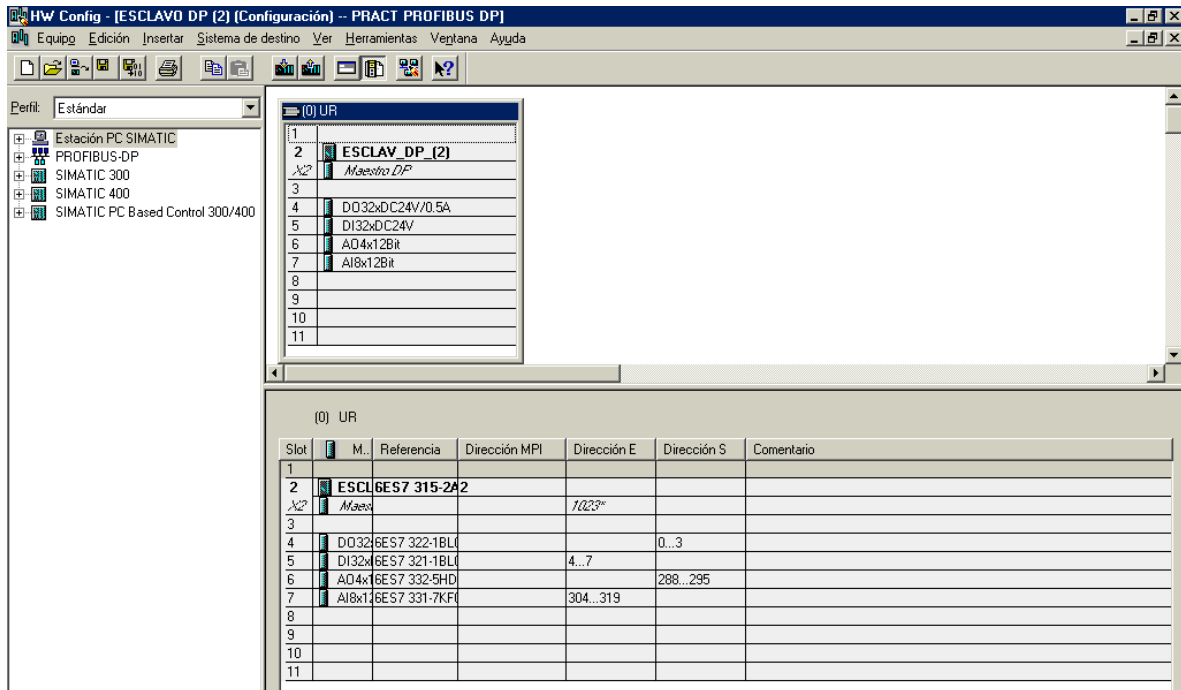 HW Config - [ESCLAVO DP (2) (Configuración) -- PRACT PROFIBUS DP]
Equipo Edición Insertar Sistema de destino Ver Herramientas Ventana Ayuda
Perfil: Estándar
Estación PC SIMATIC
PROFIBUS-DP
SIMATIC 300
SIMATIC 400
SIMATIC PC Based Control 300/400
(0) UR
1
2 ESCLAV_DP_(2)
X2 Maestro DP
3
4 DO32xDC24V/0.5A
5 DI32xDC24V
6 AO4x12Bit
7 AI8x12Bit
8
9
10
11
(0) UR
Slot M.. Referencia Dirección MPI Dirección E Dirección S Comentario
1
2 ESCL 6ES7 315-2A 2
X2 Maes 1023*
3
4 DO32 6ES7 322-1BL 0...3
5 DI32x 6ES7 321-1BL 4...7
6 AO4x1 6ES7 332-5HD 288...295
7 AI8x1 6ES7 331-7KF 304...319
8
9
10
11